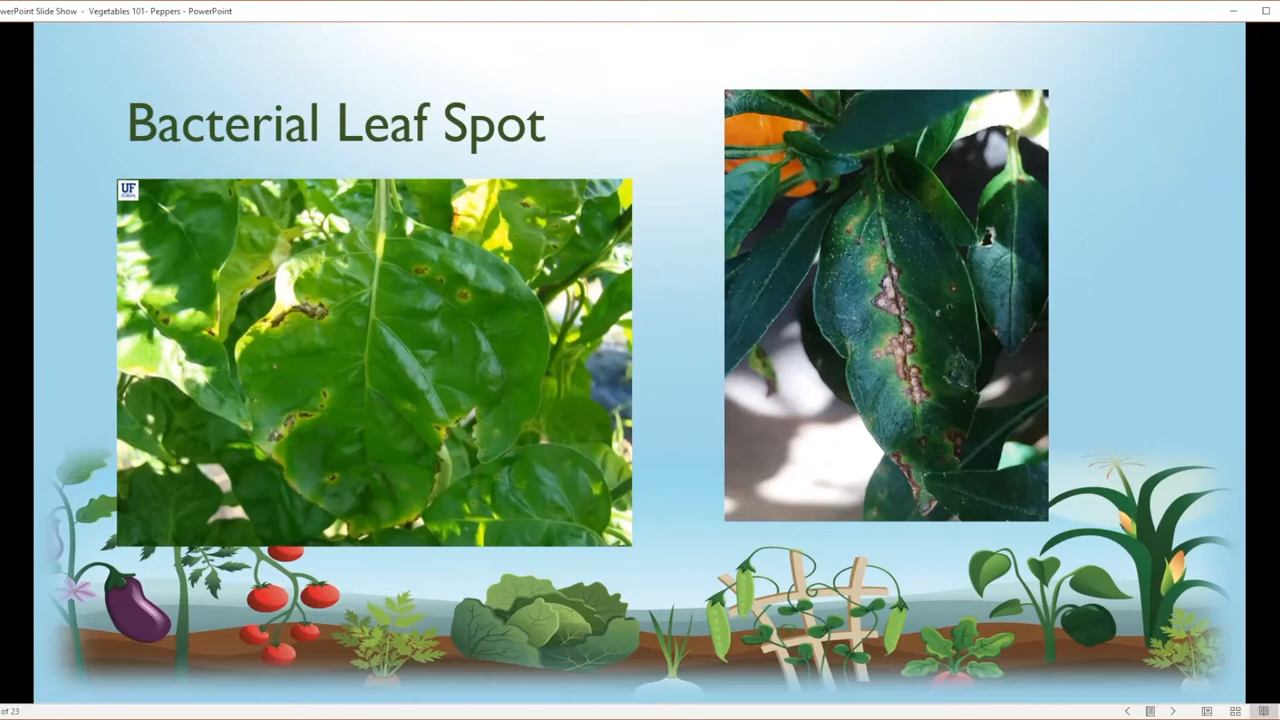 werPoint Slide Show - Vegetables 101- Peppers - PowerPoint
Bacterial Leaf Spot
UF
of 23